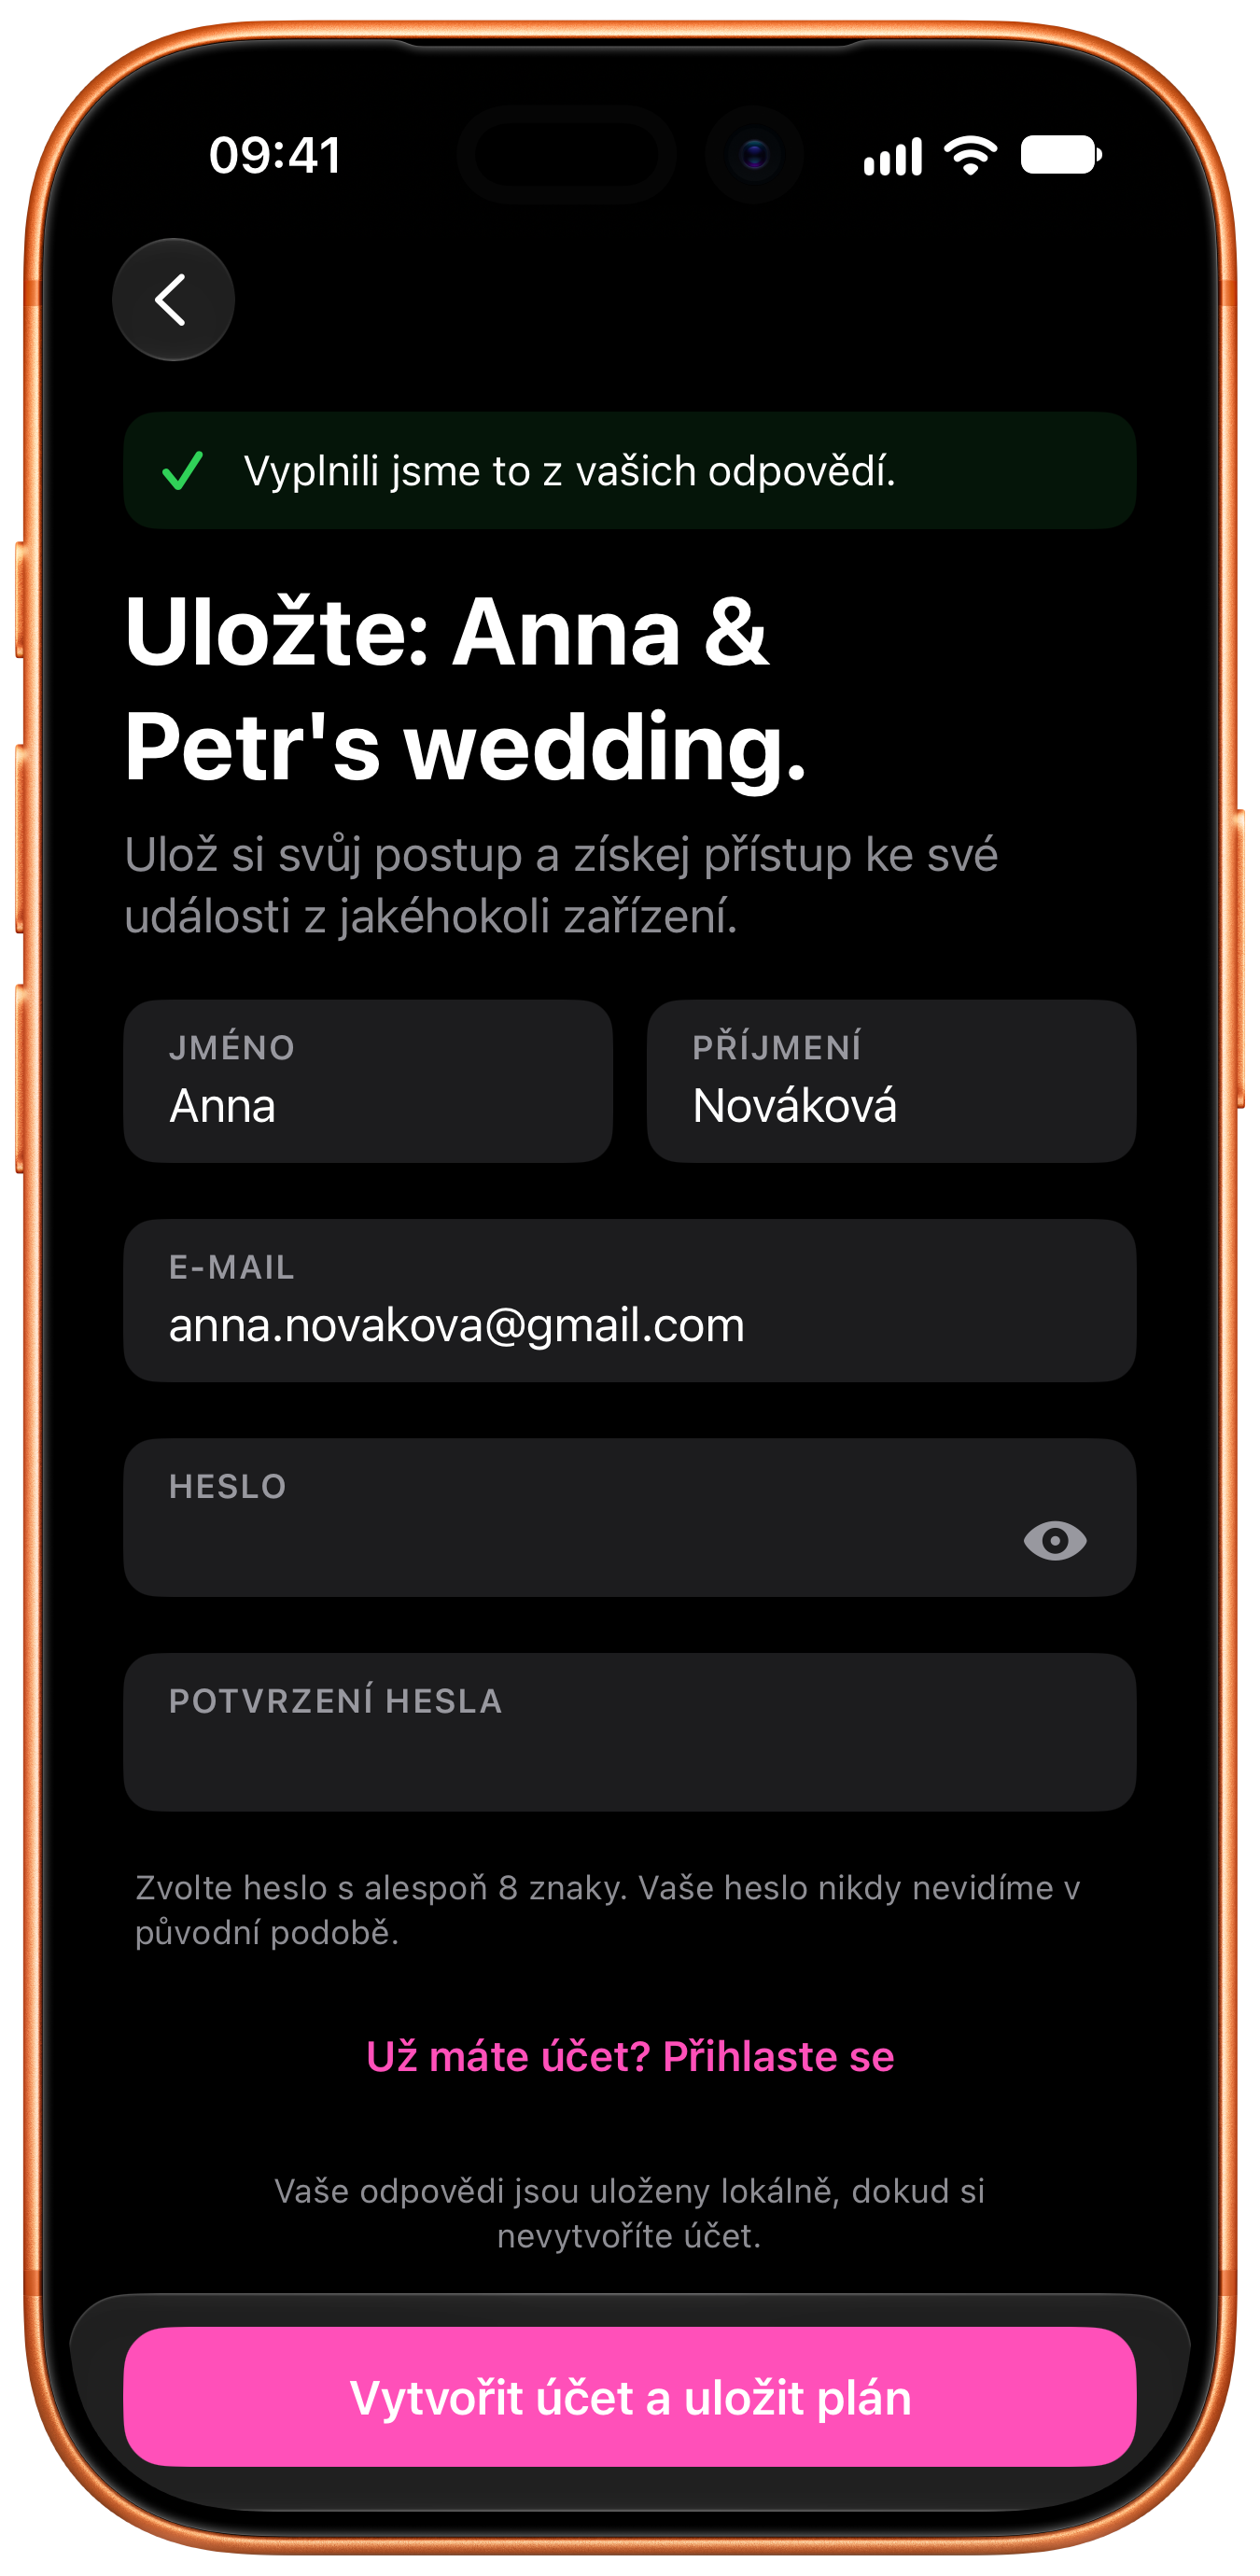 09:41
Vyplnili jsme to z vašich odpovědí.
Uložte: Anna &
Petr's wedding.
Ulož si svůj postup a získej přístup ke své
události z jakéhokoli zařízení.
JMÉNO
Anna
PŘÍJMENÍ
Nováková
E-MAIL
anna.novakova@gmail.com
HESLO
POTVRZENÍ HESLA
Zvolte heslo s alespoň 8 znaky. Vaše heslo nikdy nevidíme v
původní podobě.
Už máte účet? Přihlaste se
Vaše odpovědi jsou uloženy lokálně, dokud si
nevytvoříte účet.
Vytvořit účet a uložit plán